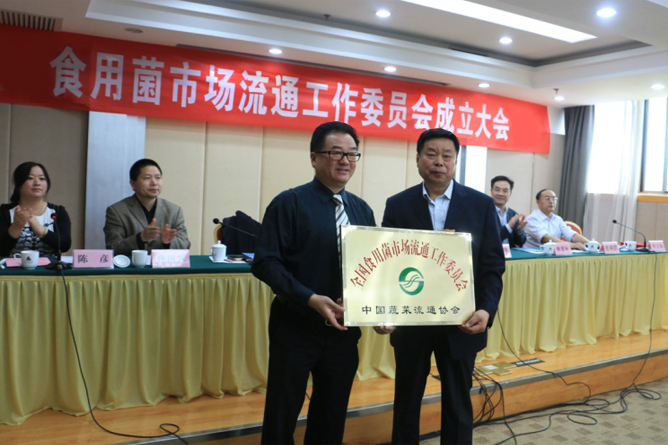 食用菌市场流通工作委员会成立大会
陈彦
全国食用菌市场流通工作委员会
中国蔬菜流通协会